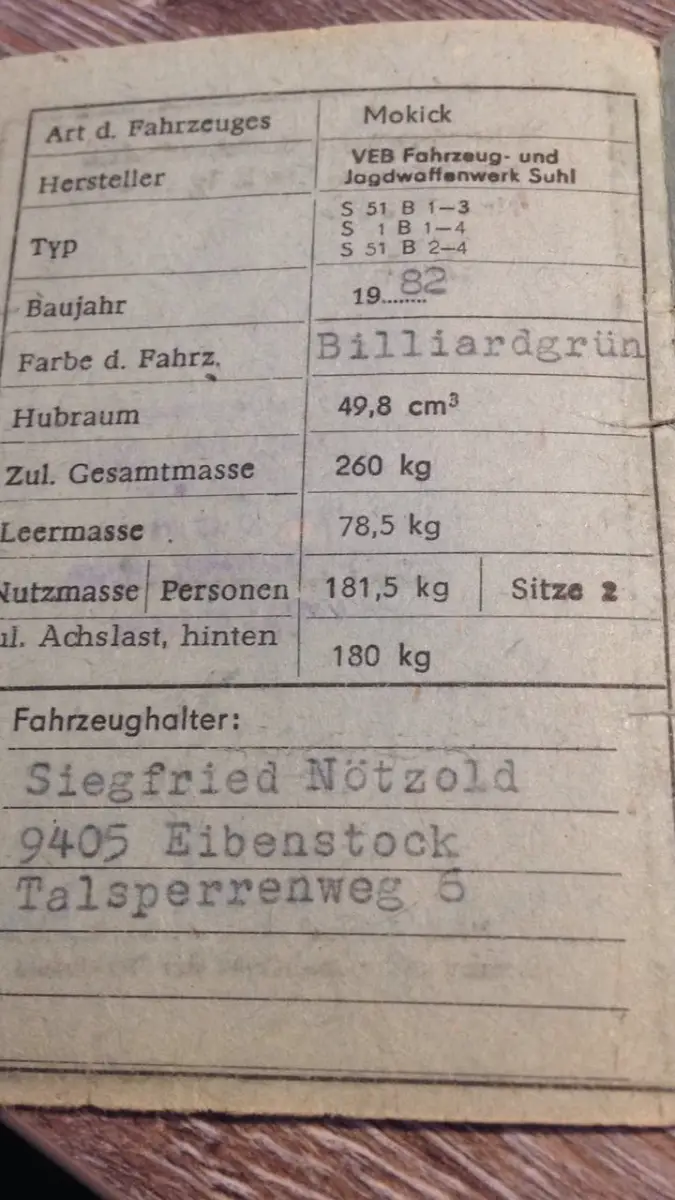 Art d. Fahrzeuges Mokick
Hersteller VEB Fahrzeug- und
Jagdwaffenwerk Suhl
S 51 B 1—3
Typ S 1 B 1—4
S 51 B 2—4
Baujahr 19 82
Farbe d. Fahrz. Billiardgrün
Hubraum 49,8 cm³
Zul. Gesamtmasse 260 kg
Leermasse 78,5 kg
Nutzmasse Personen 181,5 kg Sitze 2
ul. Achslast, hinten 180 kg
Fahrzeughalter:
Siegfried Nötzold
9405 Eibenstock
Talsperrenweg